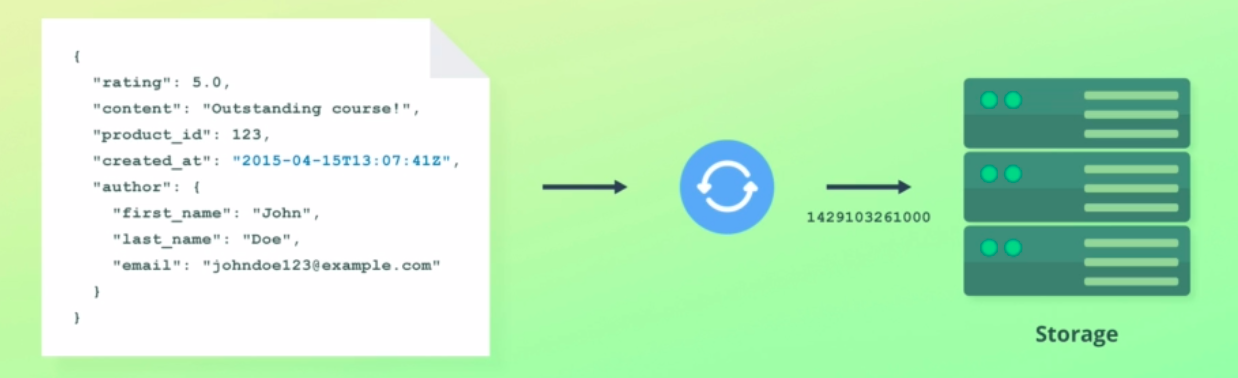 {
"rating": 5.0,
"content": "Outstanding course!",
"product_id": 123,
"created_at": "2015-04-15T13:07:41Z",
"author": {
"first_name": "John",
"last_name": "Doe",
"email": "johndoe123@example.com"
}
}
1429103261000
Storage